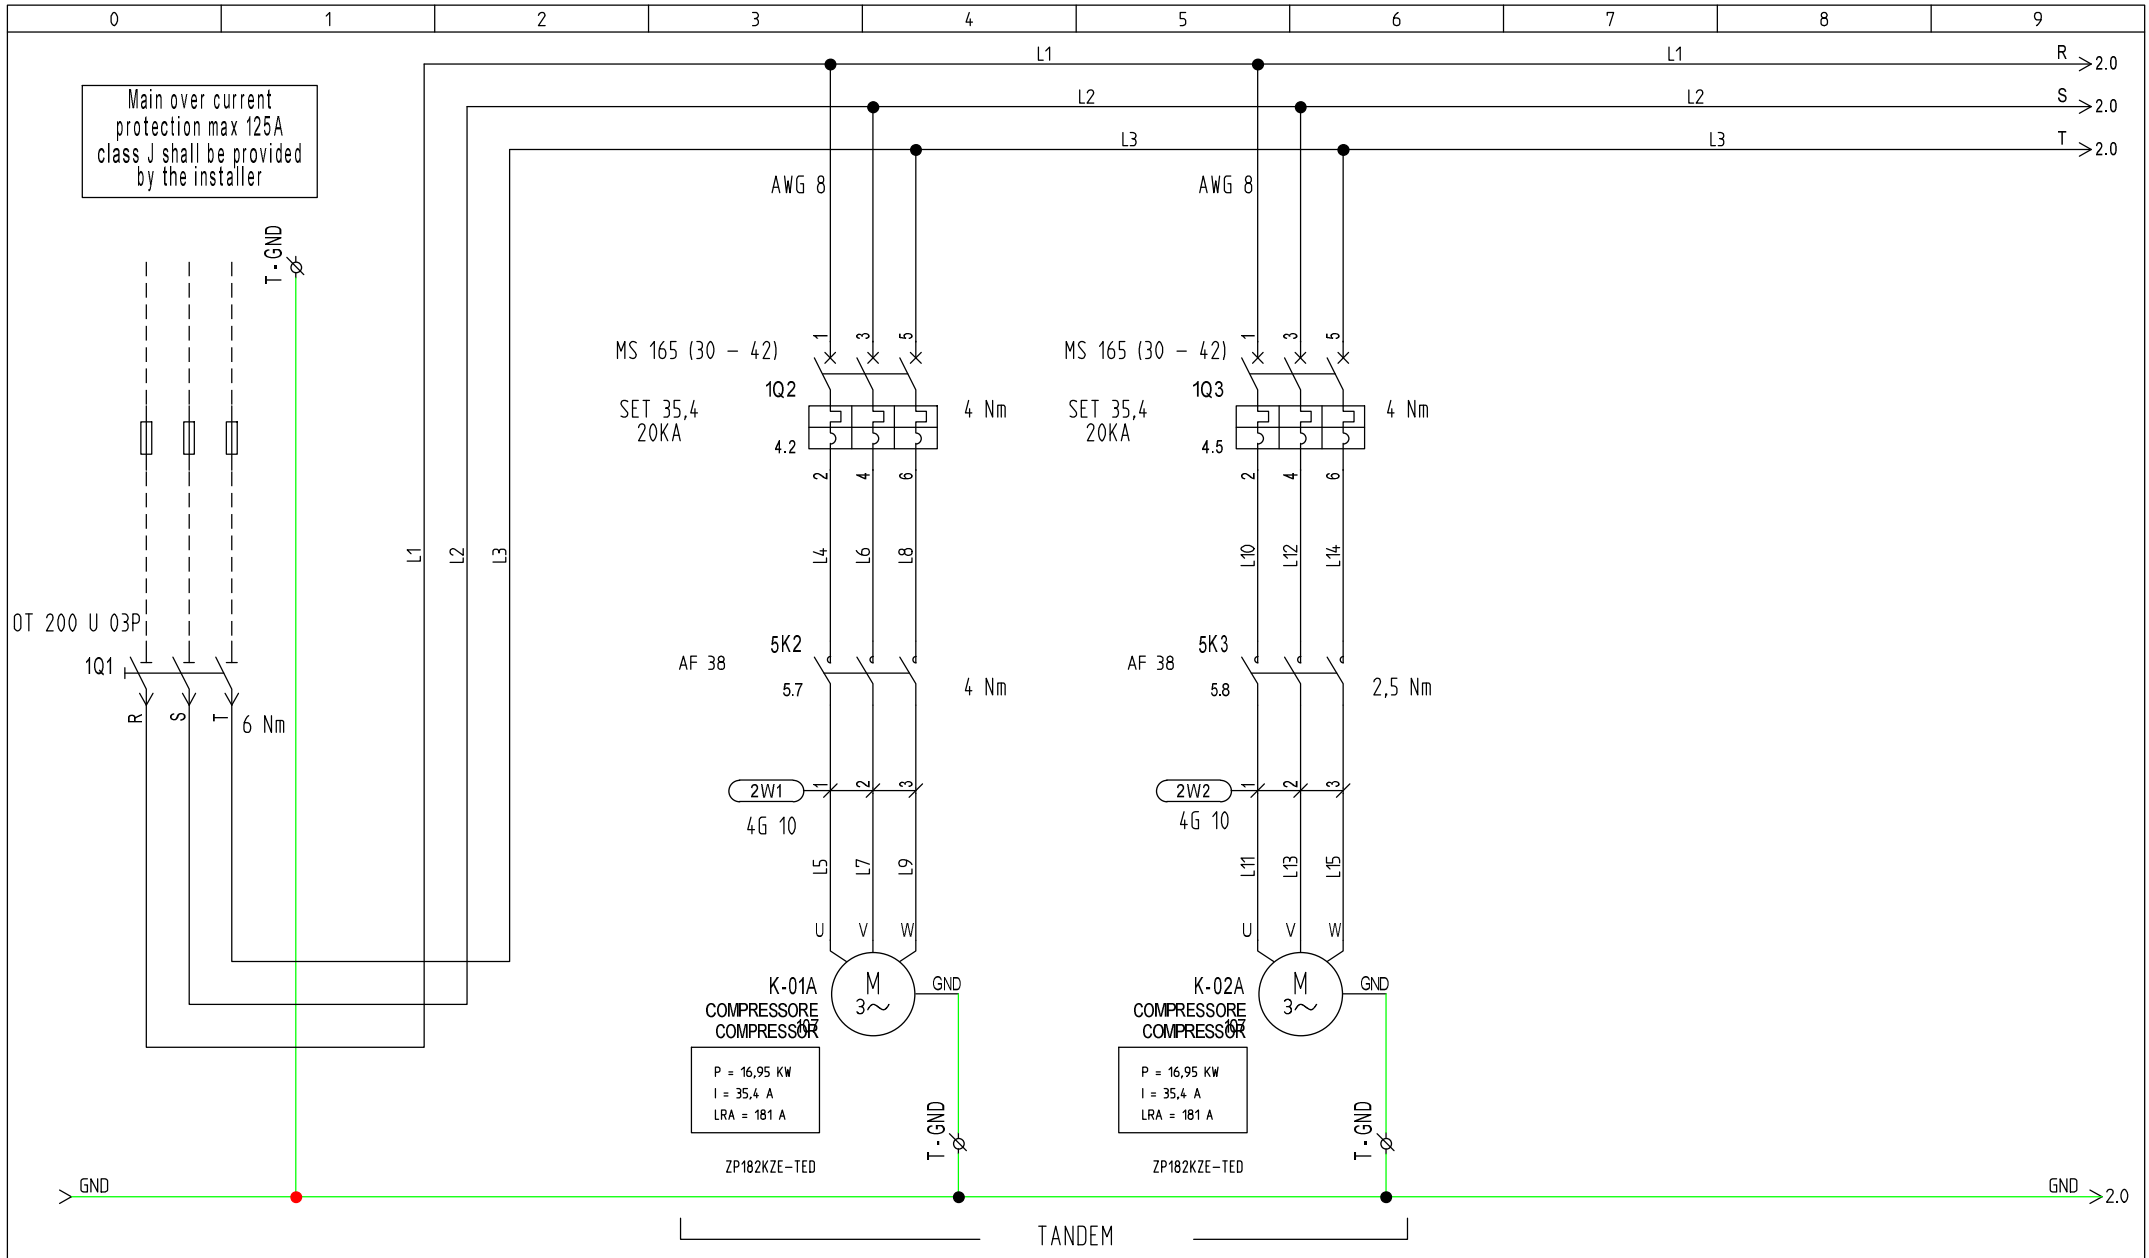 0 1 2 3 4 5 6 7 8 9
L1 L1 R 2.0
L2 L2 S 2.0
L3 L3 T 2.0
Main over current
protection max 125A
class J shall be provided
by the installer
AWG 8 AWG 8
T-GND
1 3 5 1 3 5
MS 165 (30 - 42) MS 165 (30 - 42)
1Q2 1Q3
SET 35,4 4 Nm SET 35,4 4 Nm
20KA 20KA
4.2 4.5
2 4 6 2 4 6
L1 L2 L3 L4 L6 L8 L10 L12 L14
OT 200 U 03P
1Q1
5K2 5K3
AF 38 AF 38
5.7 4 Nm 5.8 2,5 Nm
R S T 6 Nm
2W1 1 2 3 2W2 1 2 3
4G 10 4G 10
L5 L7 L9 L11 L13 L15
U V W U V W
K-01A M GND K-02A M GND
COMPRESSORE 3~ COMPRESSORE 3~
107 107
COMPRESSOR COMPRESSOR
P = 16,95 KW P = 16,95 KW
I = 35,4 A I = 35,4 A
LRA = 181 A LRA = 181 A
T-GND T-GND
ZP182KZE-TED ZP182KZE-TED
GND GND 2.0
TANDEM